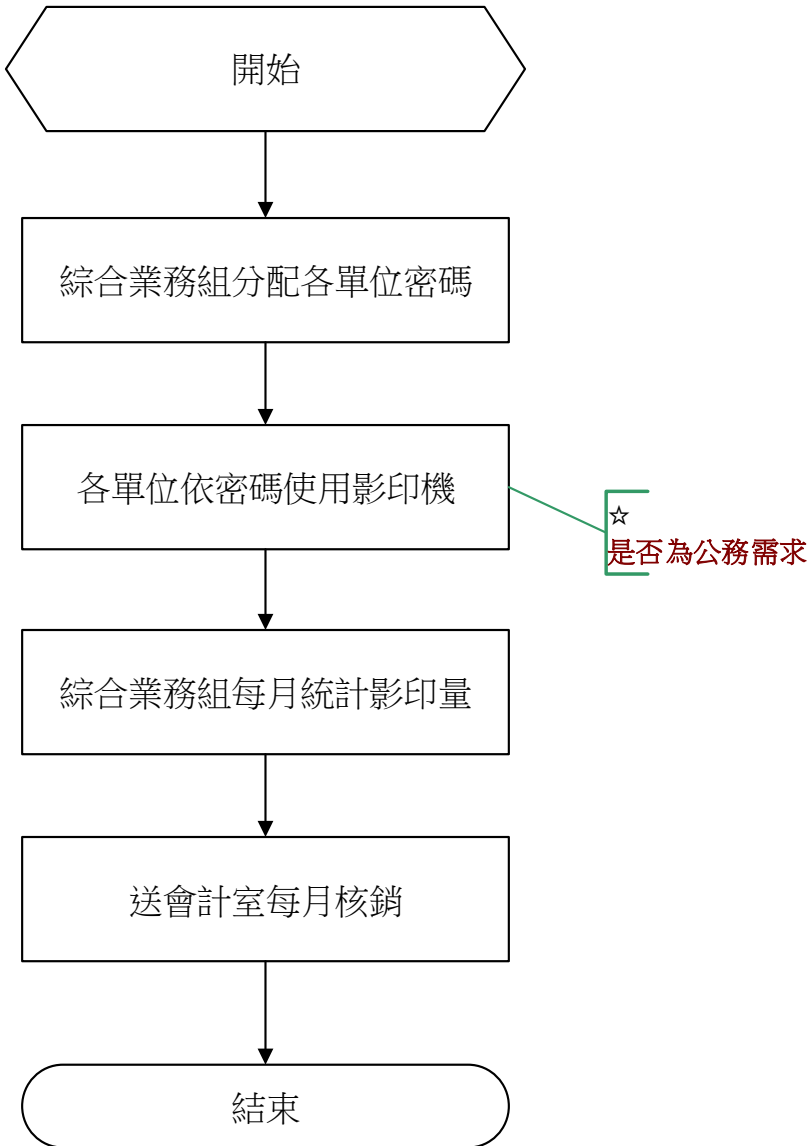 開始
綜合業務組分配各單位密碼
各單位依密碼使用影印機
☆
是否為公務需求
綜合業務組每月統計影印量
送會計室每月核銷
結束